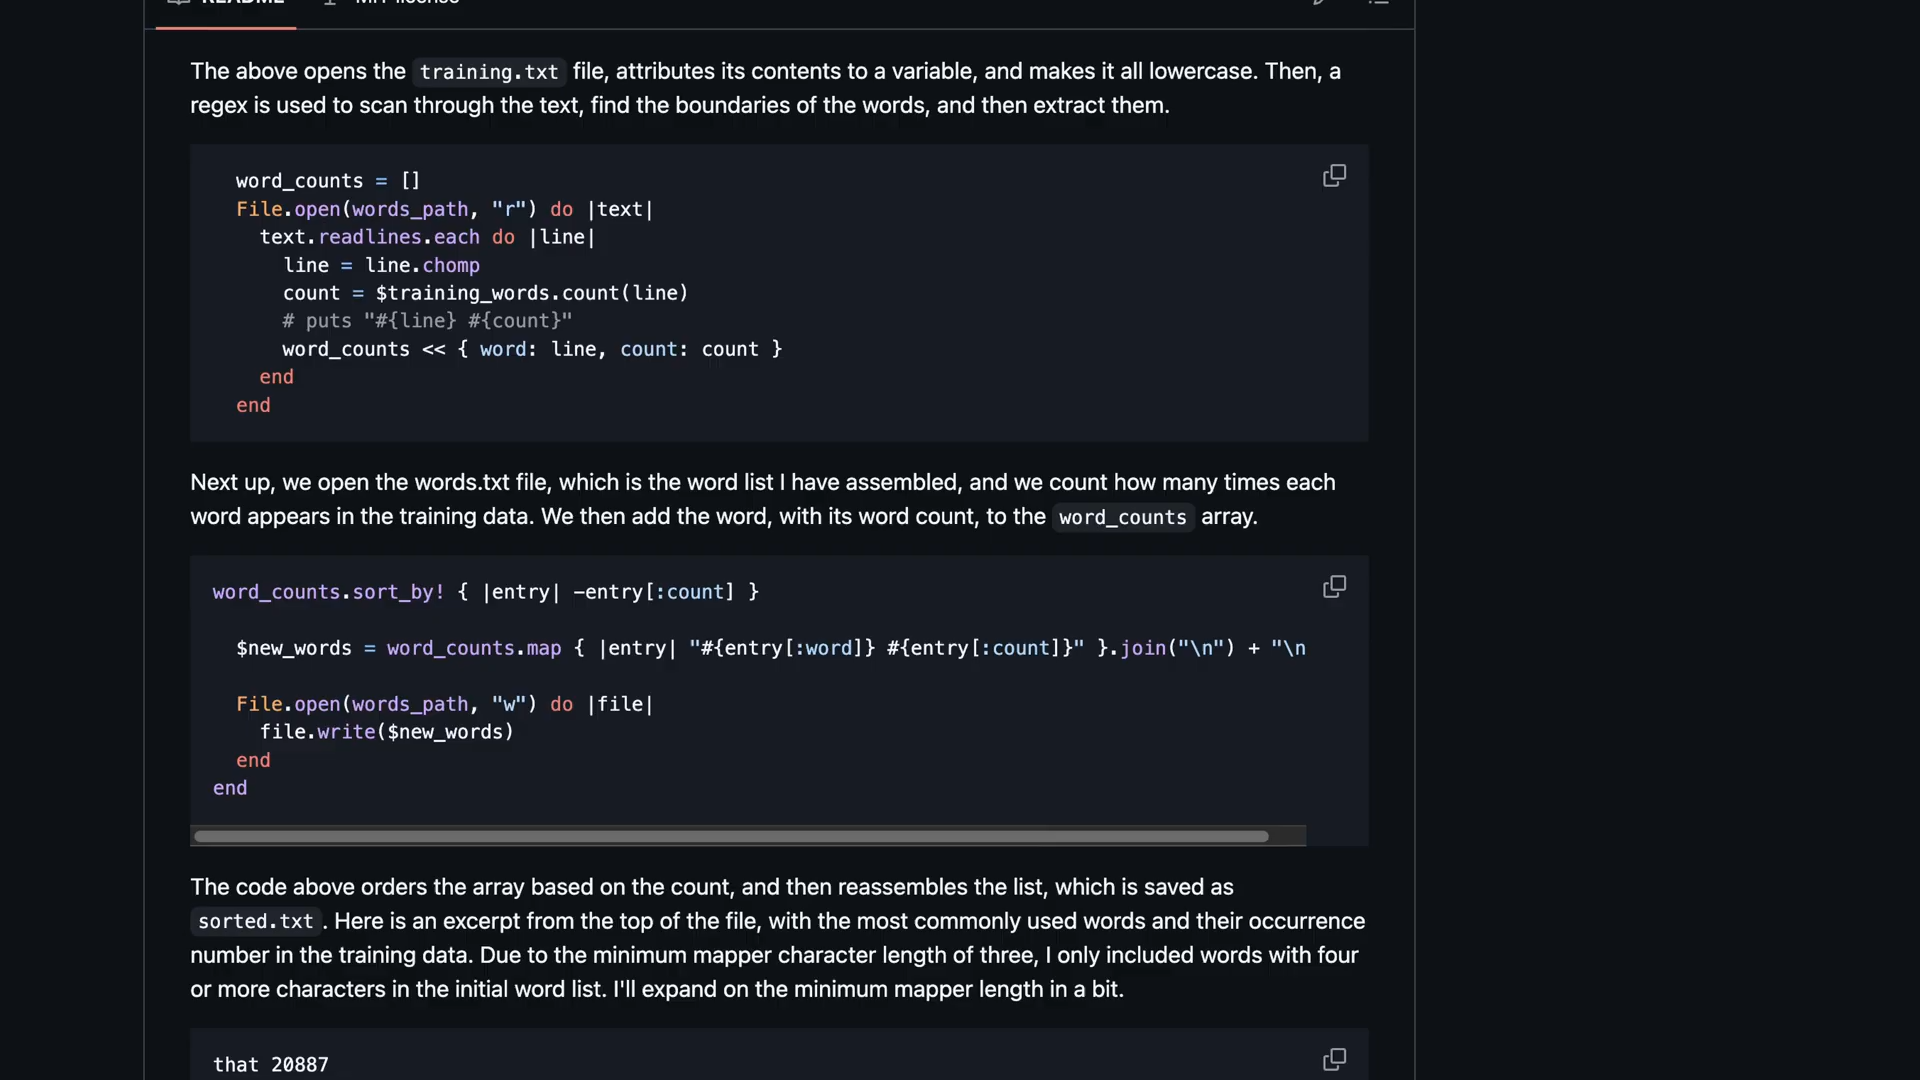 README MIT license
The above opens the training.txt file, attributes its contents to a variable, and makes it all lowercase. Then, a
regex is used to scan through the text, find the boundaries of the words, and then extract them.
word_counts = []
File.open(words_path, "r") do |text|
text.readlines.each do |line|
line = line.chomp
count = $training_words.count(line)
# puts "#{line} #{count}"
word_counts << { word: line, count: count }
end
end
Next up, we open the words.txt file, which is the word list I have assembled, and we count how many times each
word appears in the training data. We then add the word, with its word count, to the word_counts array.
word_counts.sort_by! { |entry| -entry[:count] }
$new_words = word_counts.map { |entry| "#{entry[:word]} #{entry[:count]}" }.join("\n") + "\n
File.open(words_path, "w") do |file|
file.write($new_words)
end
end
The code above orders the array based on the count, and then reassembles the list, which is saved as
sorted.txt. Here is an excerpt from the top of the file, with the most commonly used words and their occurrence
number in the training data. Due to the minimum mapper character length of three, I only included words with four
or more characters in the initial word list. I'll expand on the minimum mapper length in a bit.
that 20887